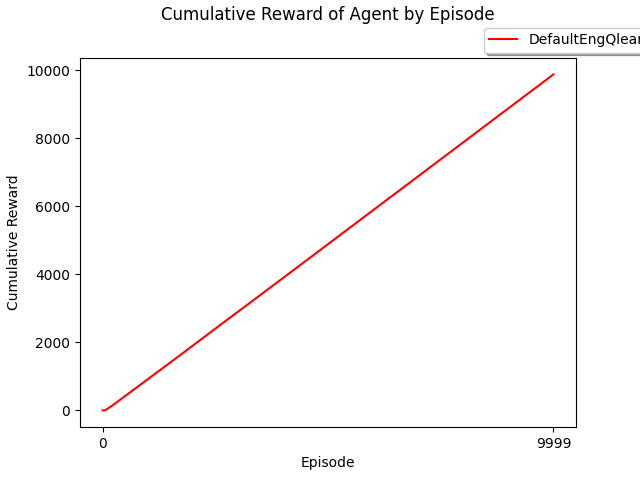 Cumulative Reward of Agent by Episode
DefaultEngQlear
10000
8000
6000
4000
2000
0
Cumulative Reward
0 9999
Episode